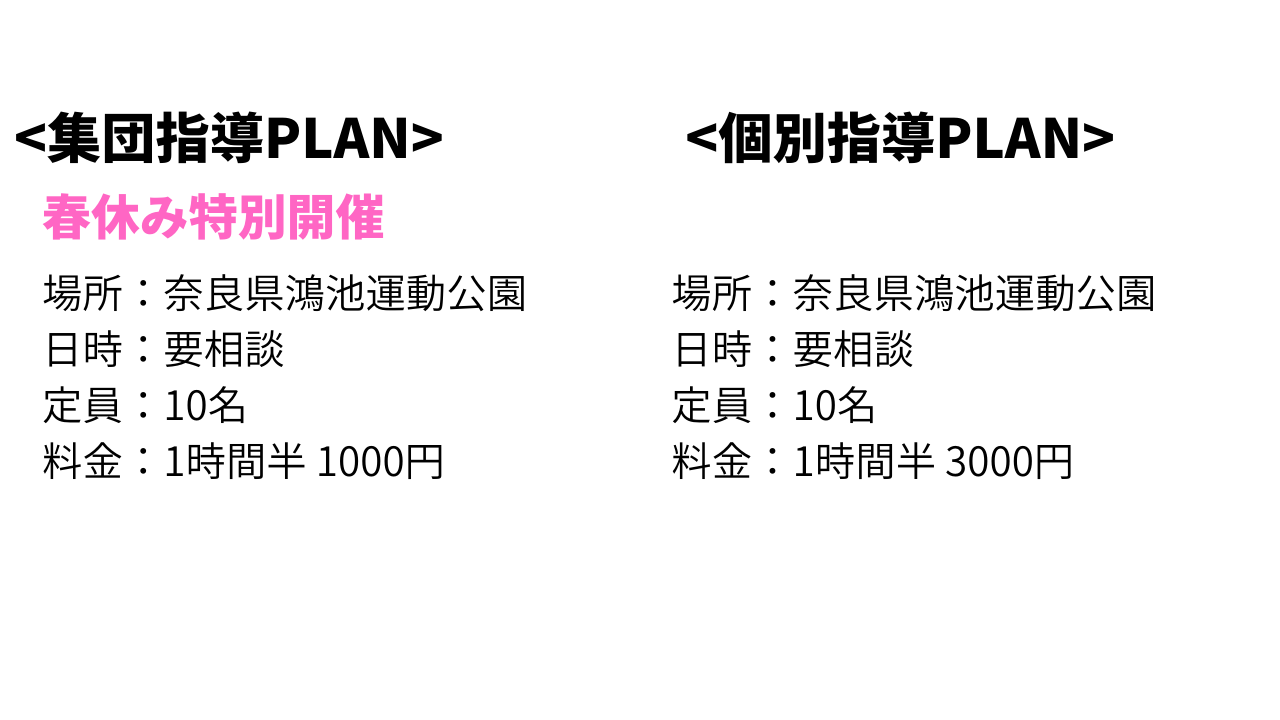 <集団指導PLAN>
春休み特別開催
場所：奈良県鴻池運動公園
日時：要相談
定員：10名
料金：1時間半 1000円
<個別指導PLAN>
場所：奈良県鴻池運動公園
日時：要相談
定員：10名
料金：1時間半 3000円